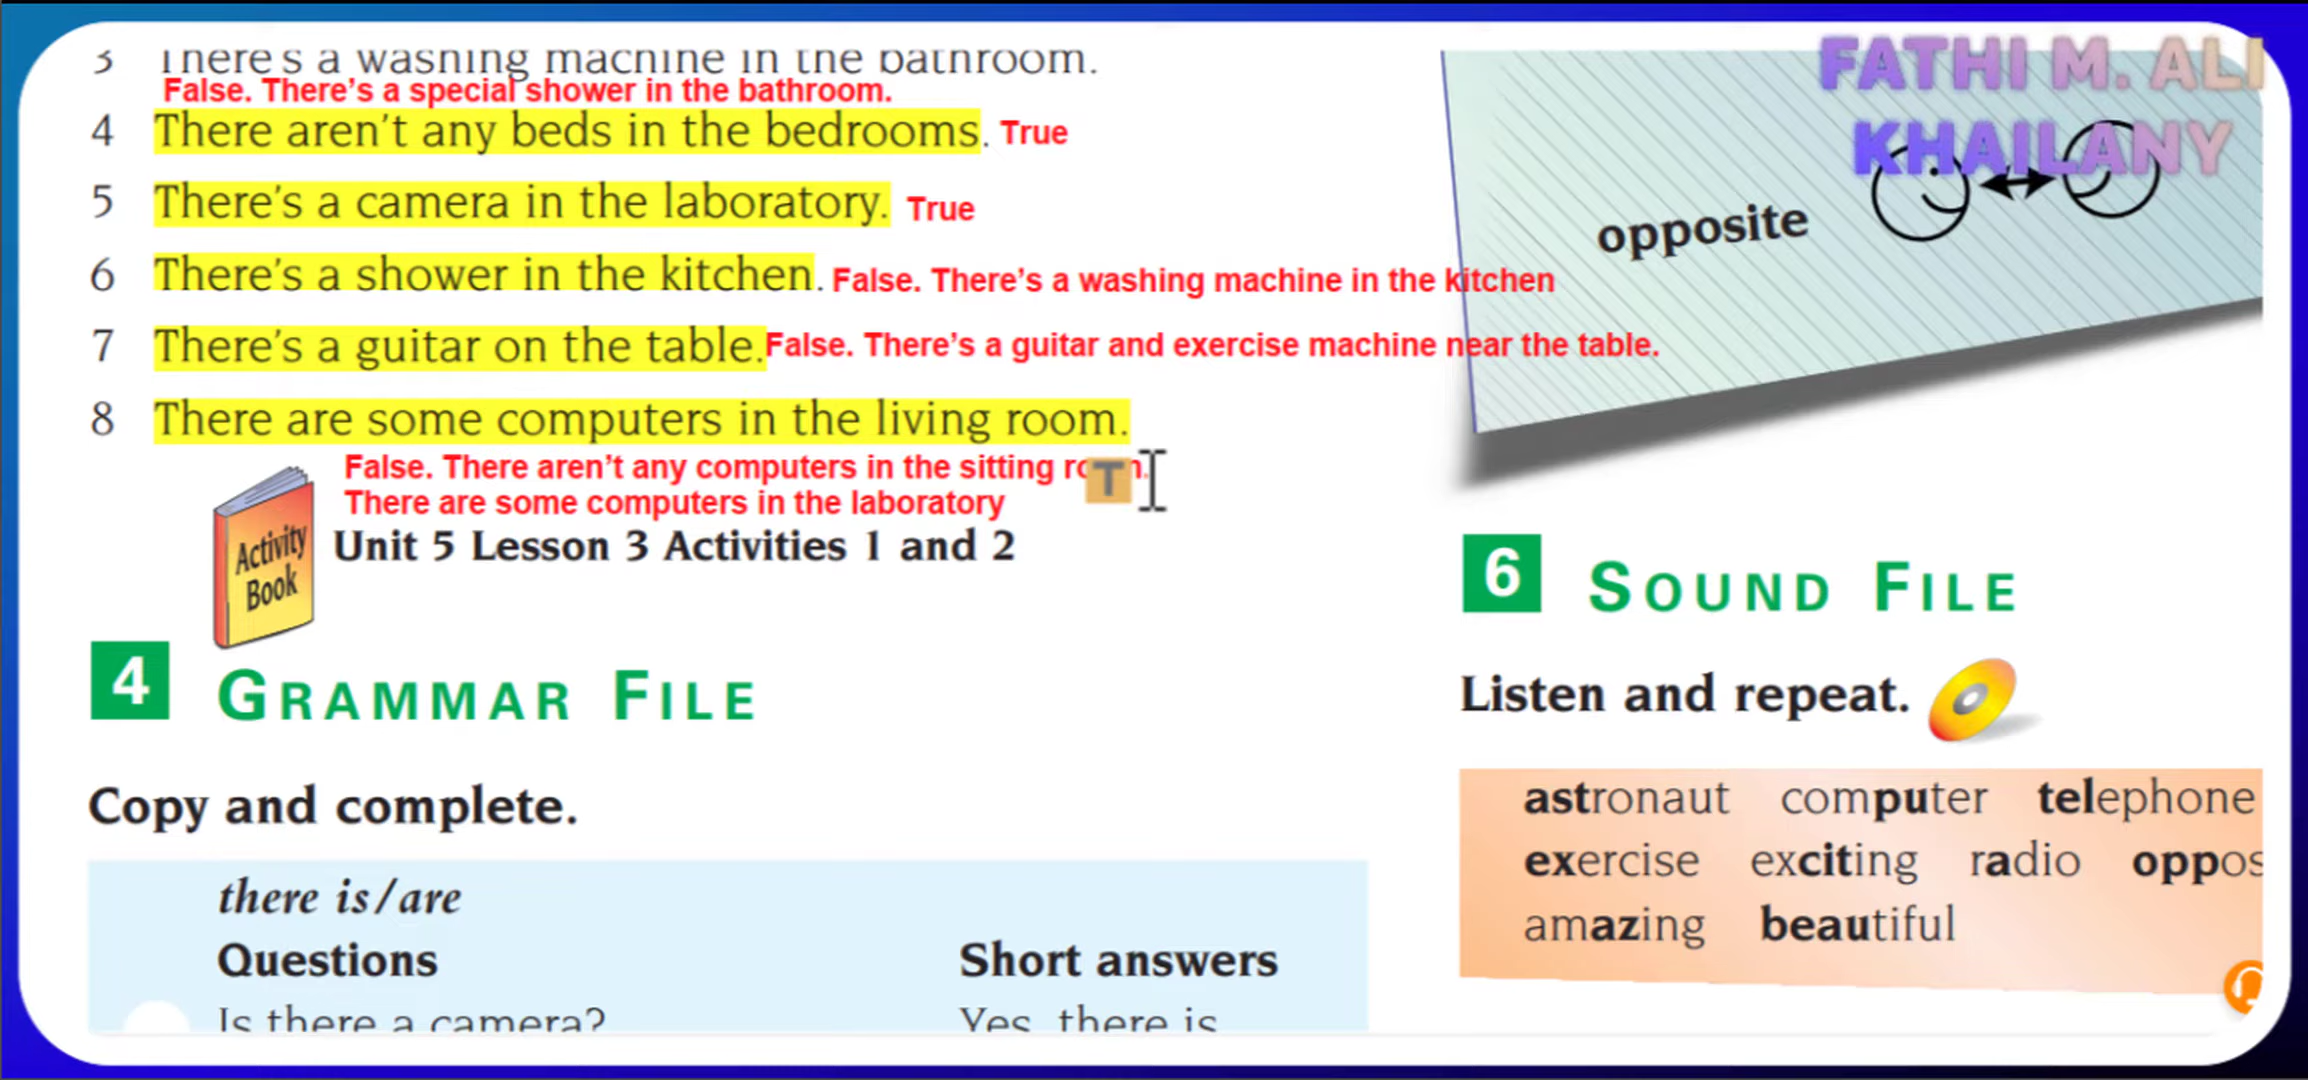 3 There's a washing machine in the bathroom.
False. There's a special shower in the bathroom.
4 There aren't any beds in the bedrooms. True
5 There's a camera in the laboratory. True
6 There's a shower in the kitchen. False. There's a washing machine in the kitchen
7 There's a guitar on the table. False. There's a guitar and exercise machine near the table.
8 There are some computers in the living room.
False. There aren't any computers in the sitting room.
There are some computers in the laboratory
T
Activity
Book
Unit 5 Lesson 3 Activities 1 and 2
4 GRAMMAR FILE
Copy and complete.
there is/are
Questions Short answers
Is there a camera? Yes, there is
FATHI M. ALI
KHAILANY
opposite
6 SOUND FILE
Listen and repeat.
astronaut computer telephone
exercise exciting radio oppos
amazing beautiful